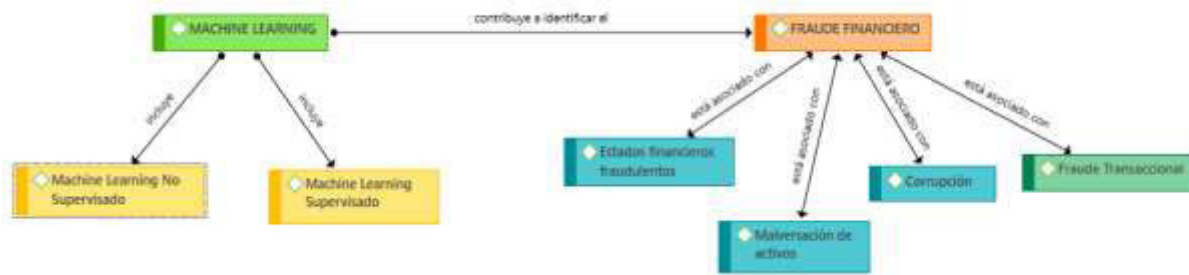 contribuye a identificar el
MACHINE LEARNING
FRAUDE FINANCIERO
incluye
incluye
está asociado con
está asociado con
está asociado con
está asociado con
Estados financieros
fraudulentos
Machine Learning No
Supervisado
Machine Learning
Supervisado
Corrupción
Fraude Transaccional
Malversación de
activos